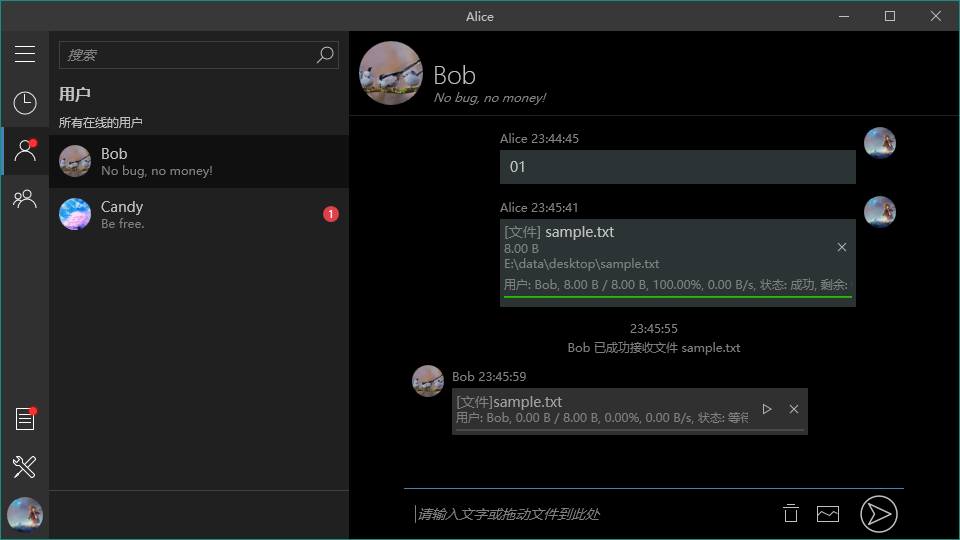 Alice
搜索
用户
所有在线的用户
Bob
No bug, no money!
Candy
Be free.
1
Bob
No bug, no money!
Alice 23:44:45
01
Alice 23:45:41
[文件] sample.txt
8.00 B
E:\data\desktop\sample.txt
用户: Bob, 8.00 B / 8.00 B, 100.00%, 0.00 B/s, 状态: 成功, 剩余:
23:45:55
Bob 已成功接收文件 sample.txt
Bob 23:45:59
[文件]sample.txt
用户: Bob, 0.00 B / 8.00 B, 0.00%, 0.00 B/s, 状态: 等待
请输入文字或拖动文件到此处